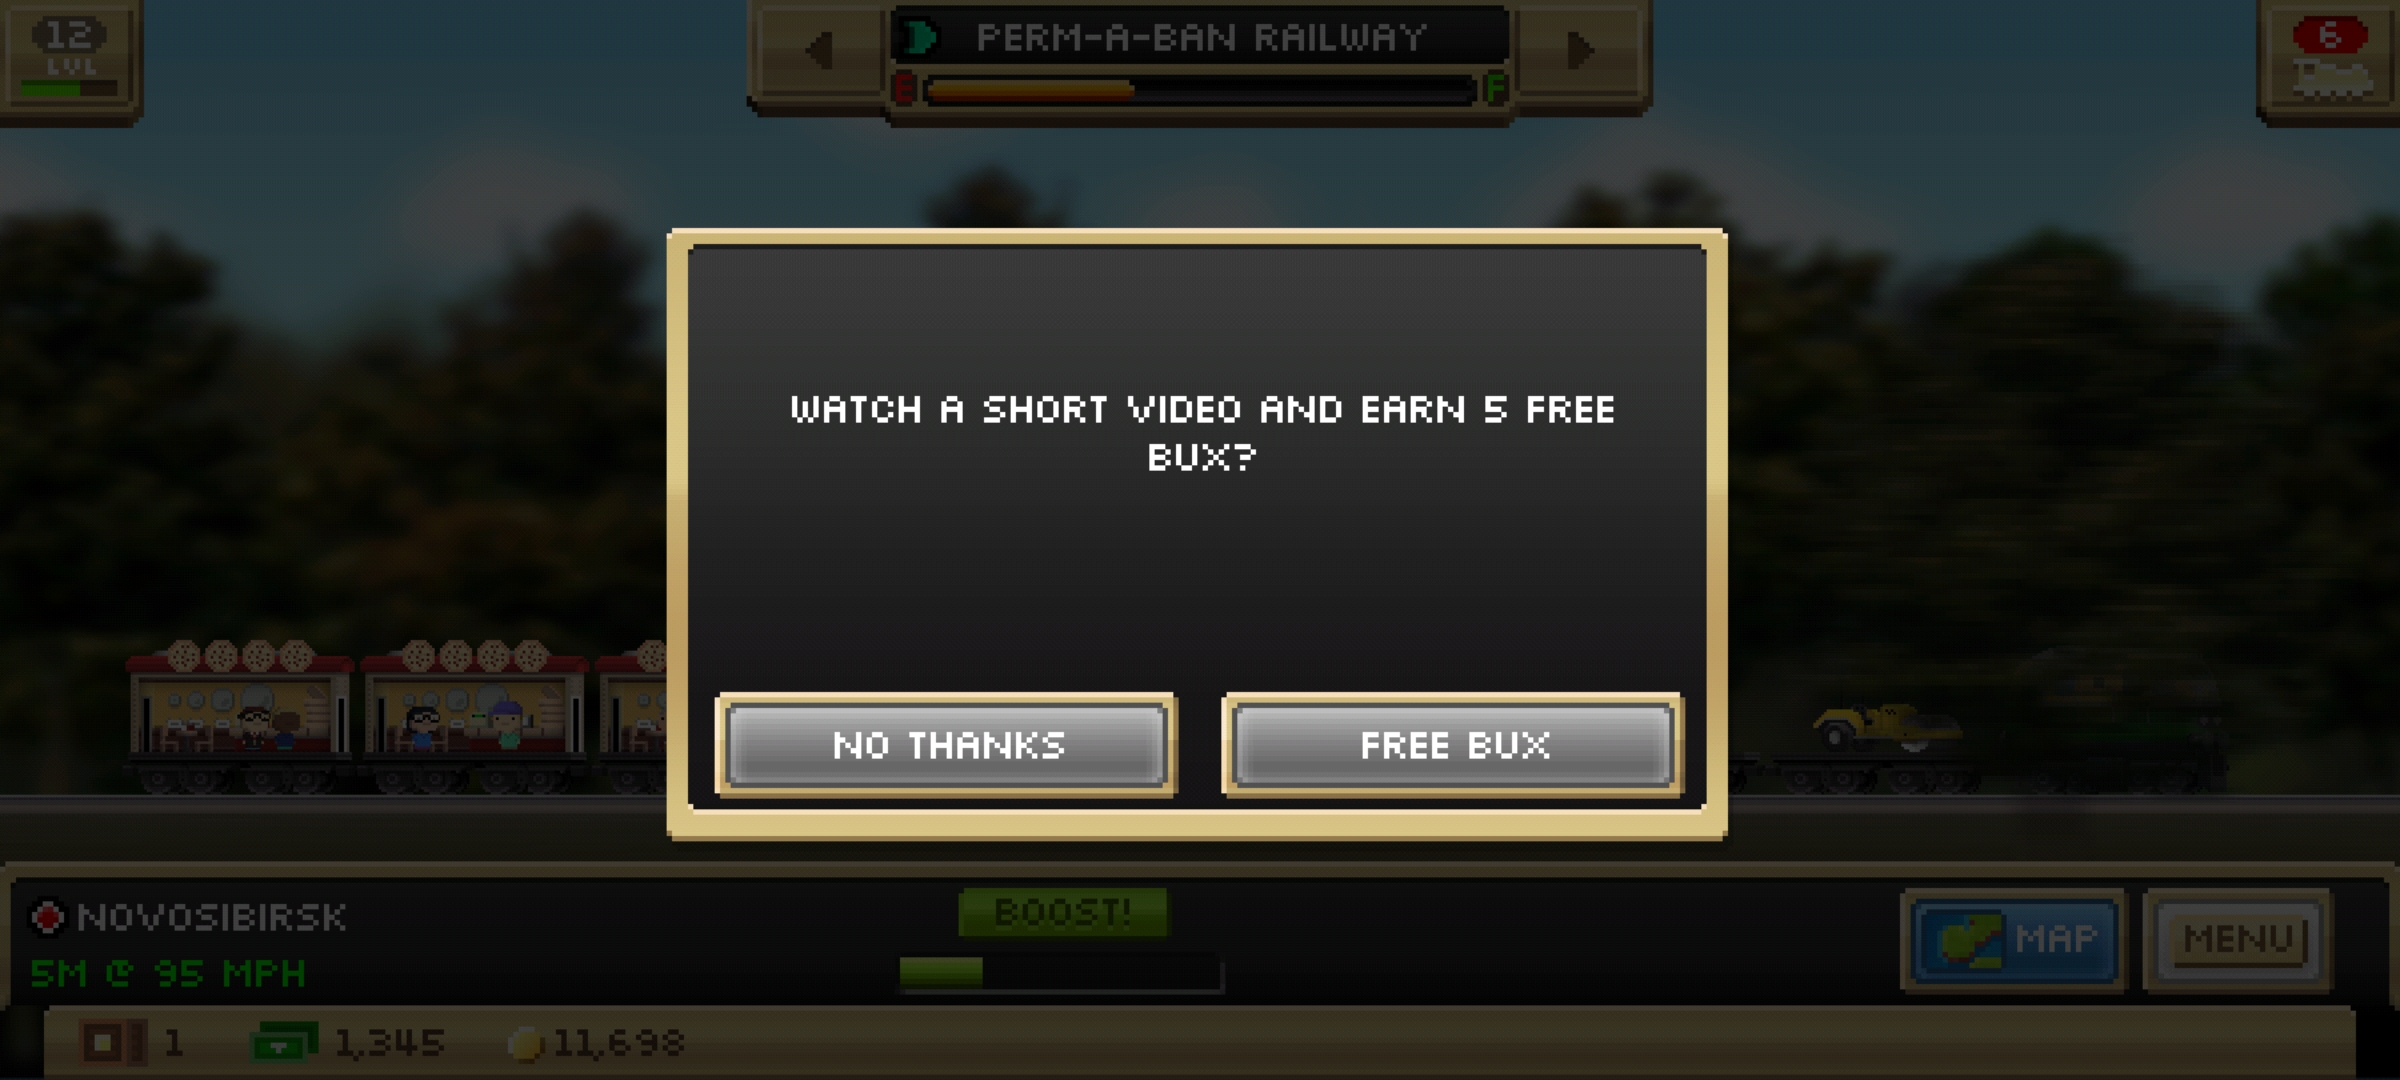 12
LVL
PERM-A-BAN RAILWAY
E
F
6
WATCH A SHORT VIDEO AND EARN 5 FREE
BUX?
NO THANKS
FREE BUX
NOVOSIBIRSK
5M @ 95 MPH
BOOST!
MAP
MENU
1
1,345
11,698